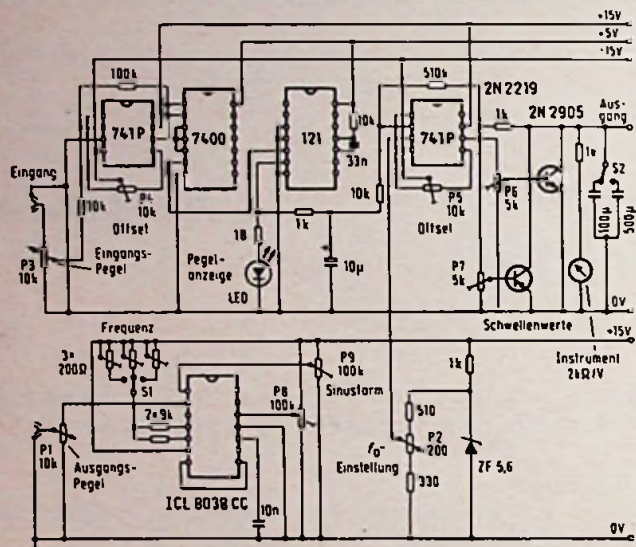 +15V
+5V
-15V
100k
510k
2N 2219
2N 2905
Aus-
gang
741P
7400
121
741P
1k
10k
33n
1k
S2
Eingang
10k
P4
10k
Offset
10k
P5
10k
Offset
P6
5k
100µ
500µ
18
1k
P3
10k
Eingangs-
Pegel
Pegel-
anzeige
LED
10µ
P7
5k
0V
Schwellenwerte
+15V
Frequenz
3×
200Ω
S1
P9
100k
Sinusform
P8
100k
1k
Instrument
2kΩ/V
2×9k
510
P2
200
f0-
Einstellung
330
ZF 5,6
P1
10k
Ausgangs-
Pegel
ICL 8038 CC
10n
0V